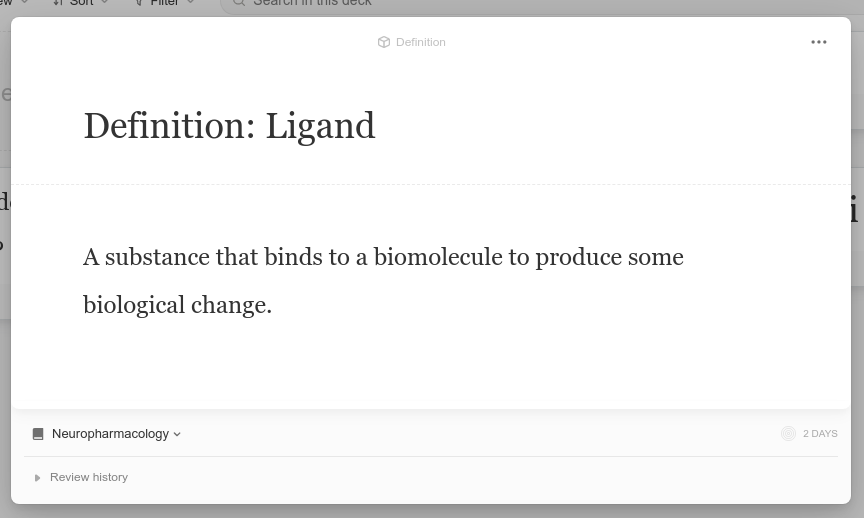 Sort
Filter
Search in this deck
Definition
Definition: Ligand
A substance that binds to a biomolecule to produce some
biological change.
Neuropharmacology
2 DAYS
Review history